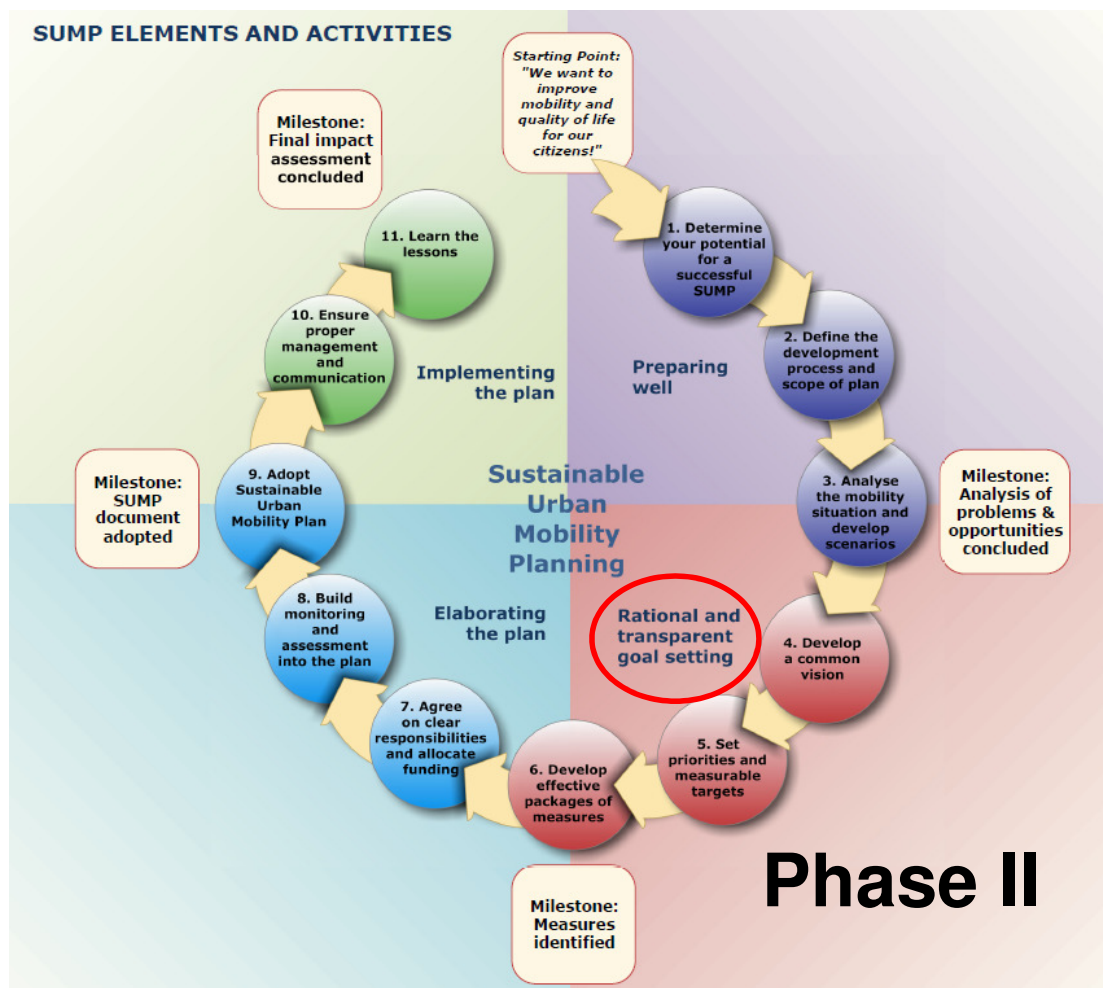 SUMP ELEMENTS AND ACTIVITIES
Starting Point:
"We want to
improve
mobility and
quality of life
for our
citizens!"
Milestone:
Final impact
assessment
concluded
1. Determine
your potential
for a
successful
SUMP
2. Define the
development
process and
scope of plan
3. Analyse
the mobility
situation and
develop
scenarios
Milestone:
Analysis of
problems &
opportunities
concluded
4. Develop
a common
vision
5. Set
priorities and
measurable
targets
6. Develop
effective
packages of
measures
Milestone:
Measures
identified
7. Agree
on clear
responsibilities
and allocate
funding
8. Build
monitoring
and
assessment
into the plan
9. Adopt
Sustainable
Urban
Mobility Plan
Milestone:
SUMP
document
adopted
10. Ensure
proper
management
and
communication
11. Learn the
lessons
Implementing
the plan
Preparing
well
Sustainable
Urban
Mobility
Planning
Elaborating
the plan
Rational and
transparent
goal setting
Phase II